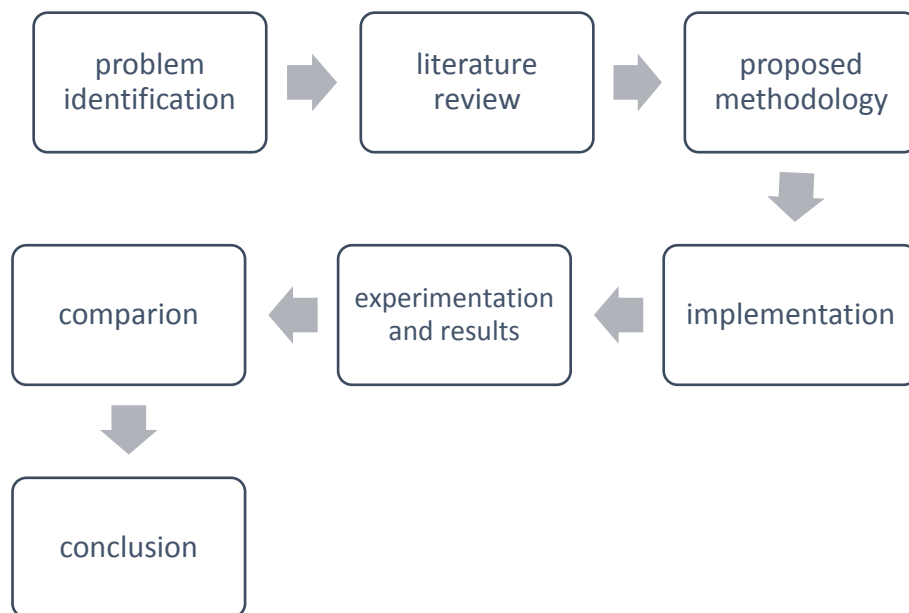 problem
identification
literature
review
proposed
methodology
implementation
experimentation
and results
comparion
conclusion